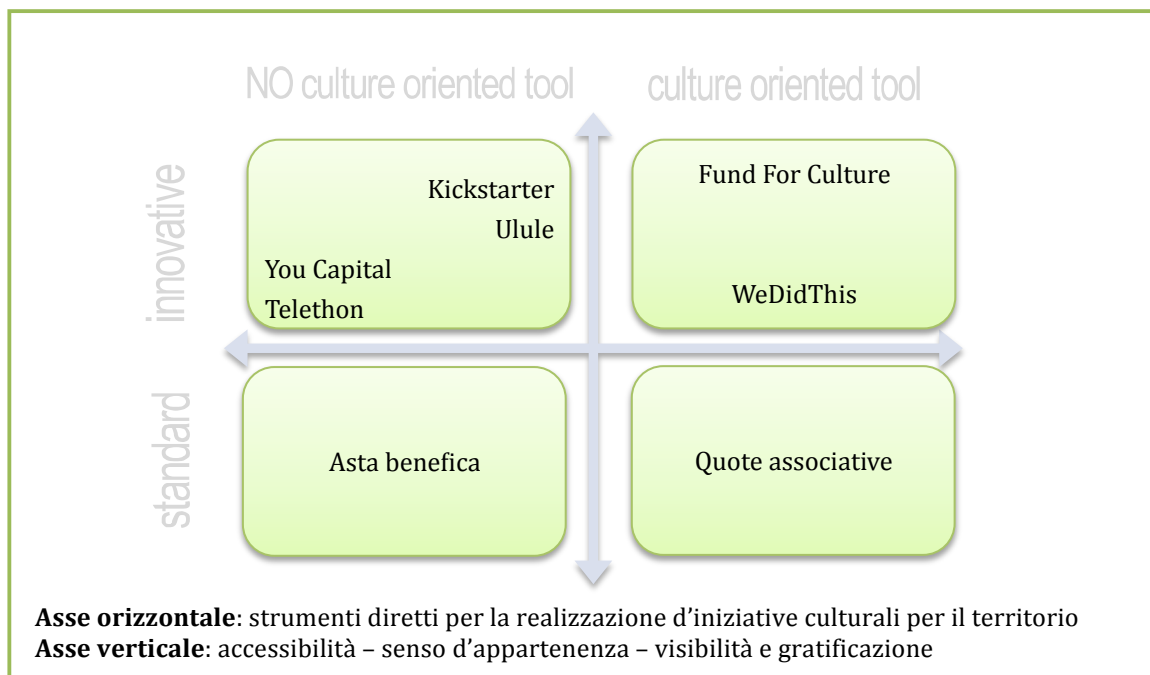 NO culture oriented tool
culture oriented tool
innovative
Kickstarter
Ulule
You Capital
Telethon
Fund For Culture
WeDidThis
standard
Asta benefica
Quote associative
Asse orizzontale: strumenti diretti per la realizzazione d’iniziative culturali per il territorio
Asse verticale: accessibilità – senso d’appartenenza – visibilità e gratificazione